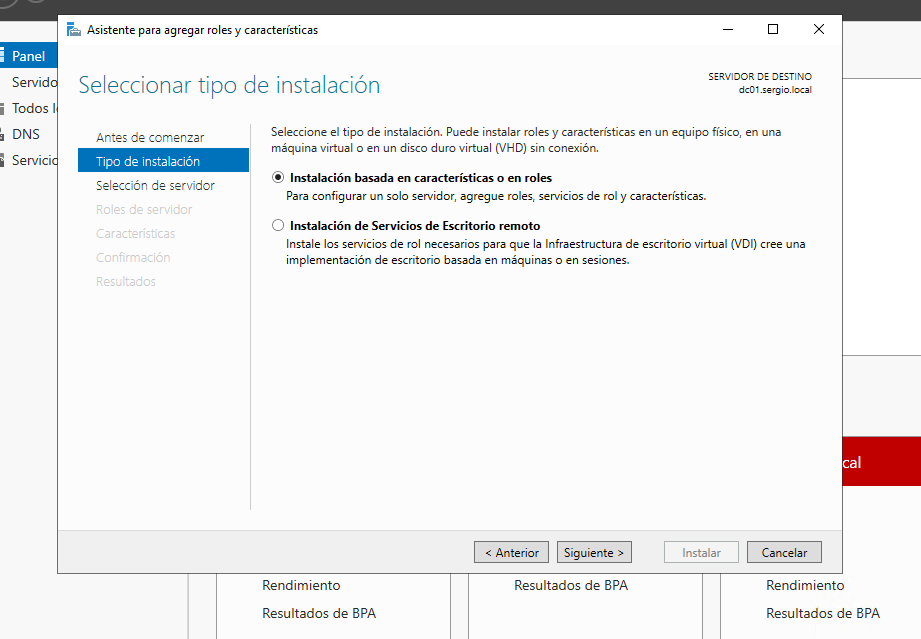 Asistente para agregar roles y características
Seleccionar tipo de instalación
SERVIDOR DE DESTINO
dc01.sergio.local
Panel
Todos
DNS
Antes de comenzar
Tipo de instalación
Selección de servidor
Roles de servidor
Características
Confirmación
Resultados
Seleccione el tipo de instalación. Puede instalar roles y características en un equipo físico, en una
máquina virtual o en un disco duro virtual (VHD) sin conexión.
Instalación basada en características o en roles
Para configurar un solo servidor, agregue roles, servicios de rol y características.
Instalación de Servicios de Escritorio remoto
Instale los servicios de rol necesarios para que la Infraestructura de escritorio virtual (VDI) cree una
implementación de escritorio basada en máquinas o en sesiones.
< Anterior
Siguiente >
Instalar
Cancelar
Rendimiento
Resultados de BPA
Rendimiento
Resultados de BPA
Resultados de BPA